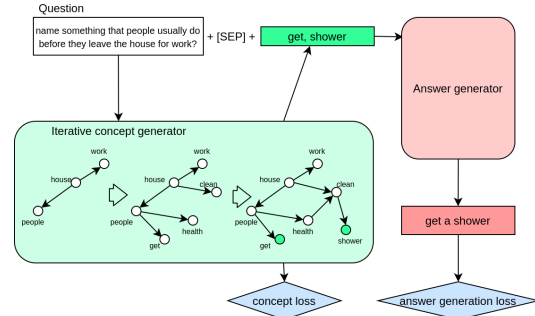 Question
name something that people usually do
before they leave the house for work?
+ [SEP] +
get, shower
Answer generator
Iterative concept generator
work
house
people
work
house
clean
people
health
get
work
house
clean
people
health
get
shower
get a shower
concept loss
answer generation loss